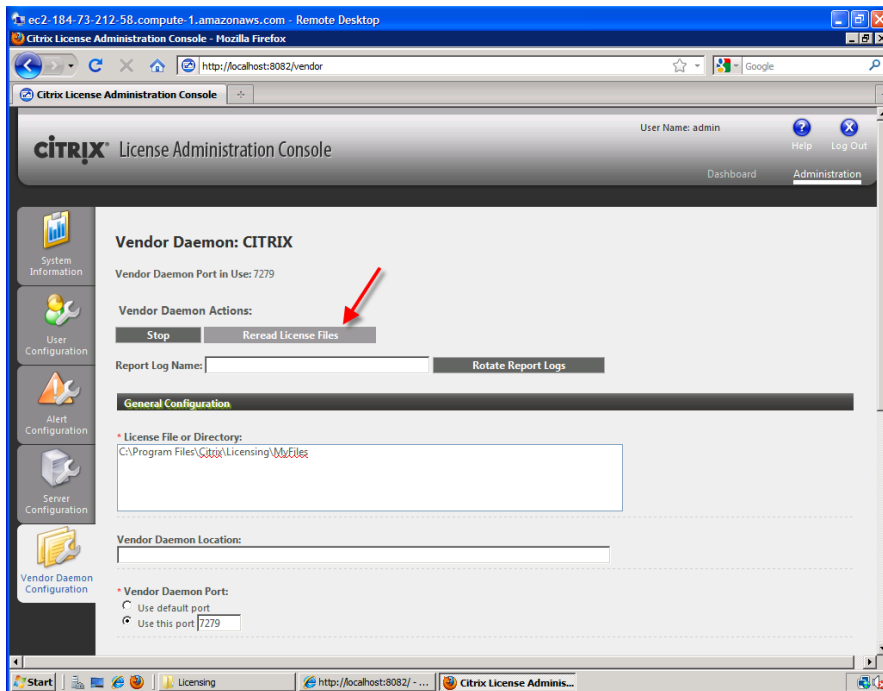 ec2-184-73-212-58.compute-1.amazonaws.com - Remote Desktop
Citrix License Administration Console - Mozilla Firefox
http://localhost:8082/vendor
Google
Citrix License Administration Console
User Name: admin
Help
Log Out
CITRIX® License Administration Console
Dashboard
Administration
System
Information
User
Configuration
Alert
Configuration
Server
Configuration
Vendor Daemon
Configuration
Vendor Daemon: CITRIX
Vendor Daemon Port in Use: 7279
Vendor Daemon Actions:
Stop
Reread License Files
Report Log Name:
Rotate Report Logs
General Configuration
* License File or Directory:
C:\Program Files\Citrix\Licensing\MyFiles
Vendor Daemon Location:
* Vendor Daemon Port:
Use default port
Use this port 7279
Start
Licensing
http://localhost:8082/ - ...
Citrix License Adminis...